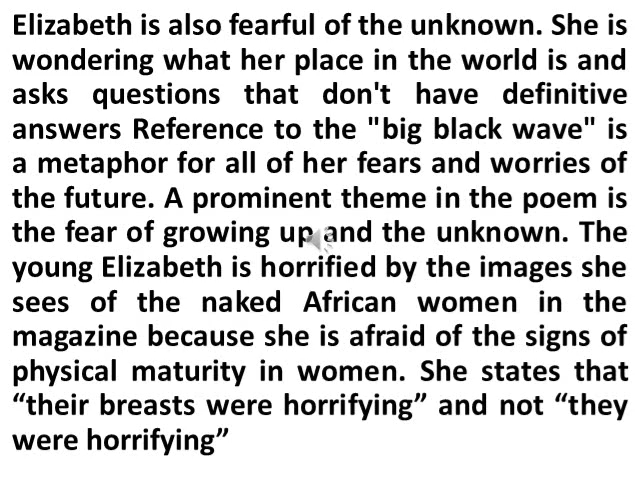 Elizabeth is also fearful of the unknown. She is
wondering what her place in the world is and
asks questions that don't have definitive
answers Reference to the "big black wave" is
a metaphor for all of her fears and worries of
the future. A prominent theme in the poem is
the fear of growing up and the unknown. The
young Elizabeth is horrified by the images she
sees of the naked African women in the
magazine because she is afraid of the signs of
physical maturity in women. She states that
“their breasts were horrifying” and not “they
were horrifying”